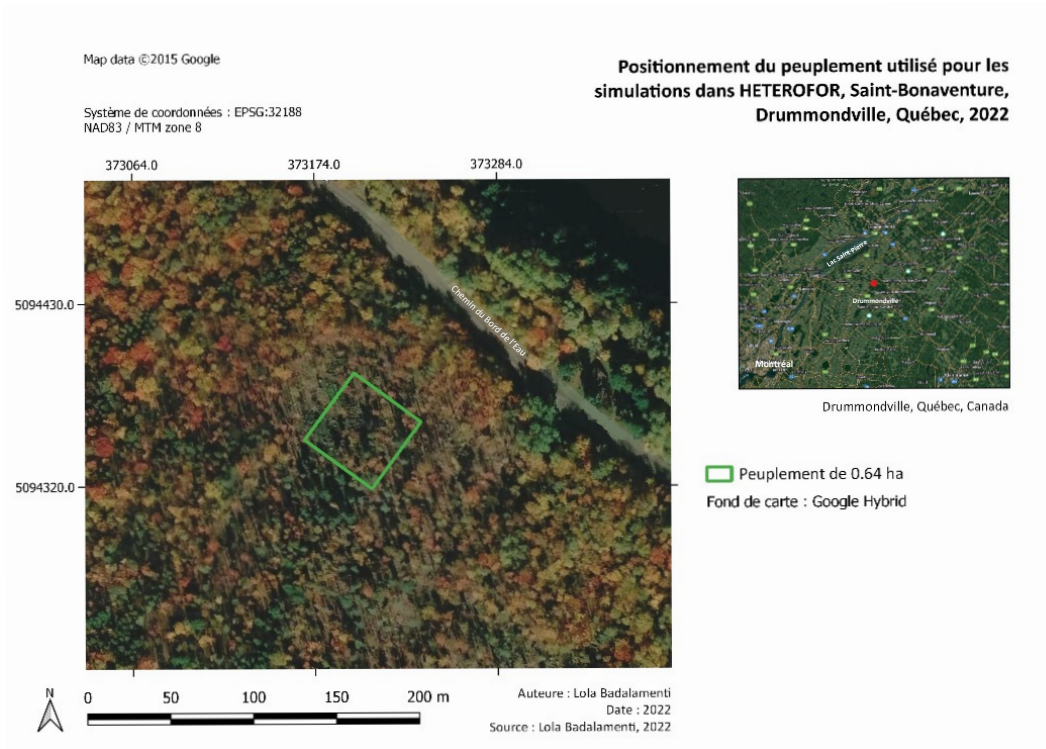 Map data ©2015 Google
Positionnement du peuplement utilisé pour les
simulations dans HETEROFOR, Saint-Bonaventure,
Drummondville, Québec, 2022
Système de coordonnées : EPSG:32188
NAD83 / MTM zone 8
373064.0
373174.0
373284.0
5094430.0
5094320.0
Chemin du Bord de l'Eau
Lac Saint-Pierre
Drummondville
Montréal
Drummondville, Québec, Canada
Peuplement de 0.64 ha
Fond de carte : Google Hybrid
N
0 50 100 150 200 m
Auteure : Lola Badalamenti
Date : 2022
Source : Lola Badalamenti, 2022